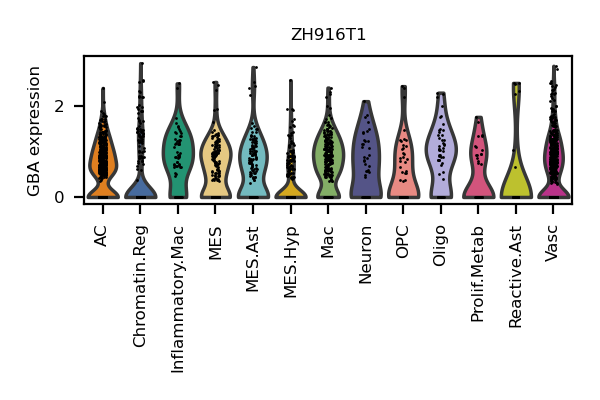 ZH916T1
GBA expression
2
0
AC
Chromatin.Reg
Inflammatory.Mac
MES
MES.Ast
MES.Hyp
Mac
Neuron
OPC
Oligo
Prolif.Metab
Reactive.Ast
Vasc